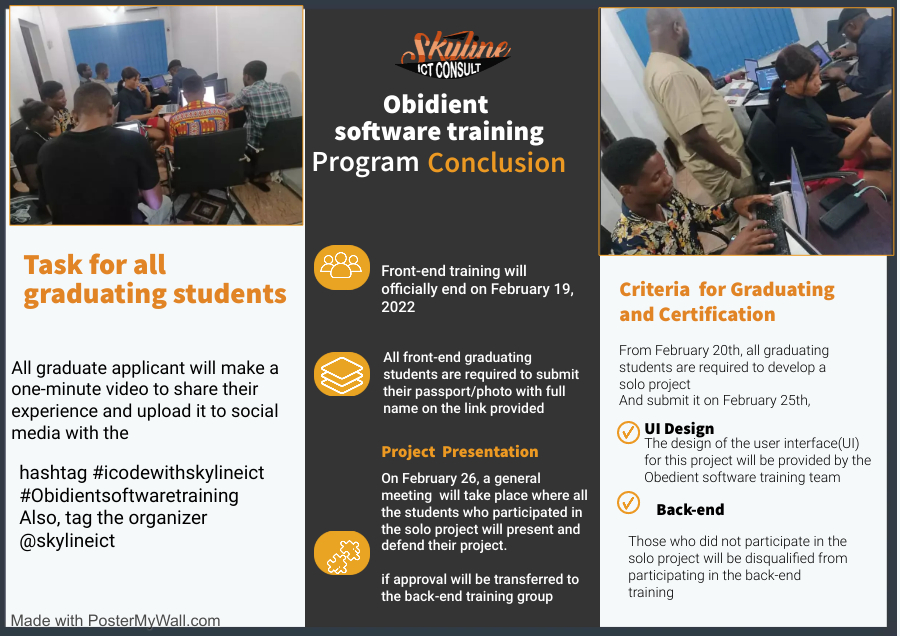 Task for all
graduating students
All graduate applicant will make a
one-minute video to share their
experience and upload it to social
media with the
hashtag #icodewithskylineict
#Obidientsoftwaretraining
Also, tag the organizer
@skylineict
Made with PosterMyWall.com
Skyline
ICT CONSULT
Obidient
software training
Program Conclusion
Front-end training will
officially end on February 19,
2022
All front-end graduating
students are required to submit
their passport/photo with full
name on the link provided
Project Presentation
On February 26, a general
meeting will take place where all
the students who participated in
the solo project will present and
defend their project.
if approval will be transferred to
the back-end training group
Criteria for Graduating
and Certification
From February 20th, all graduating
students are required to develop a
solo project
And submit it on February 25th,
UI Design
The design of the user interface(UI)
for this project will be provided by the
Obedient software training team
Back-end
Those who did not participate in the
solo project will be disqualified from
participating in the back-end
training